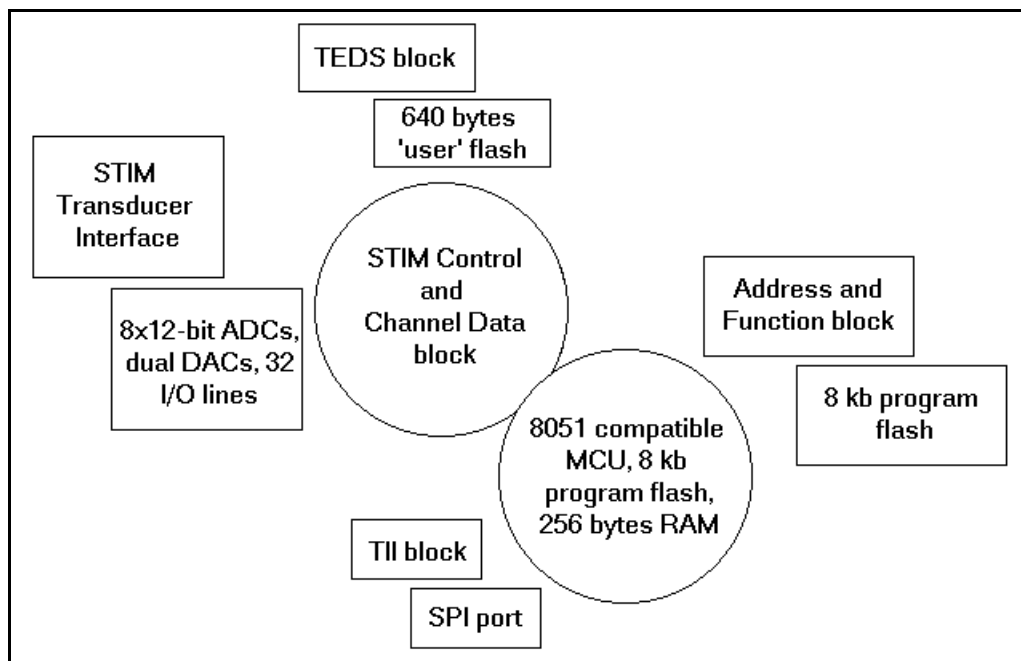 TEDS block
640 bytes
'user' flash
STIM
Transducer
Interface
STIM Control
and
Channel Data
block
8x12-bit ADCs,
dual DACs, 32
I/O lines
Address and
Function block
8 kb program
flash
8051 compatible
MCU, 8 kb
program flash,
256 bytes RAM
TII block
SPI port